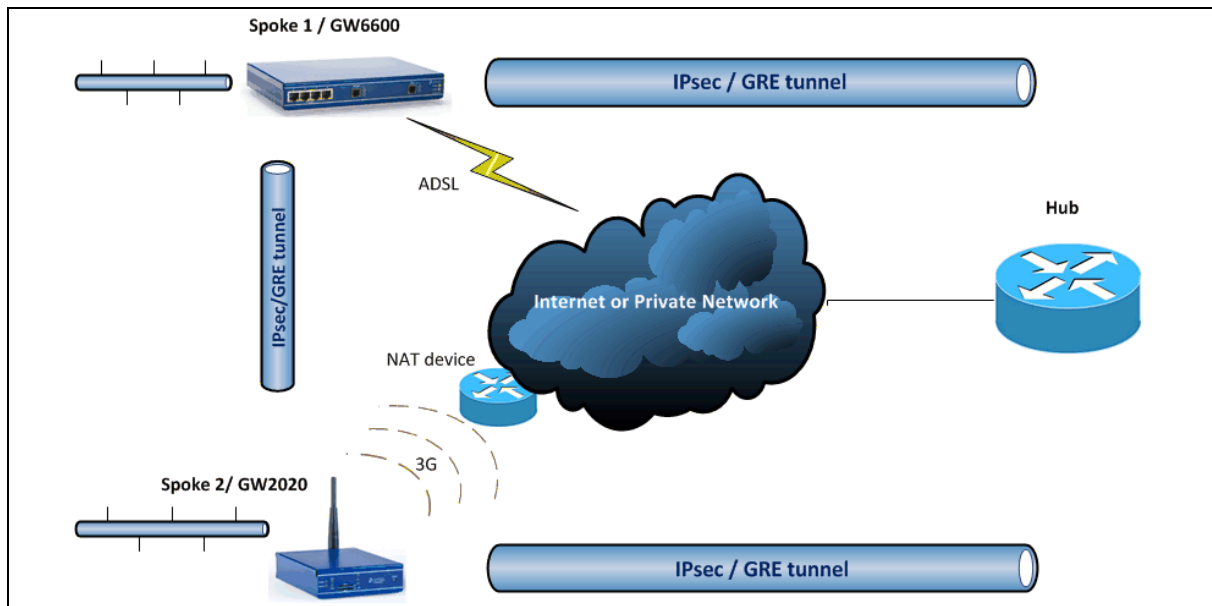 Spoke 1 / GW6600
IPsec / GRE tunnel
ADSL
IPsec/GRE tunnel
Hub
Internet or Private Network
NAT device
3G
Spoke 2/ GW2020
IPsec / GRE tunnel